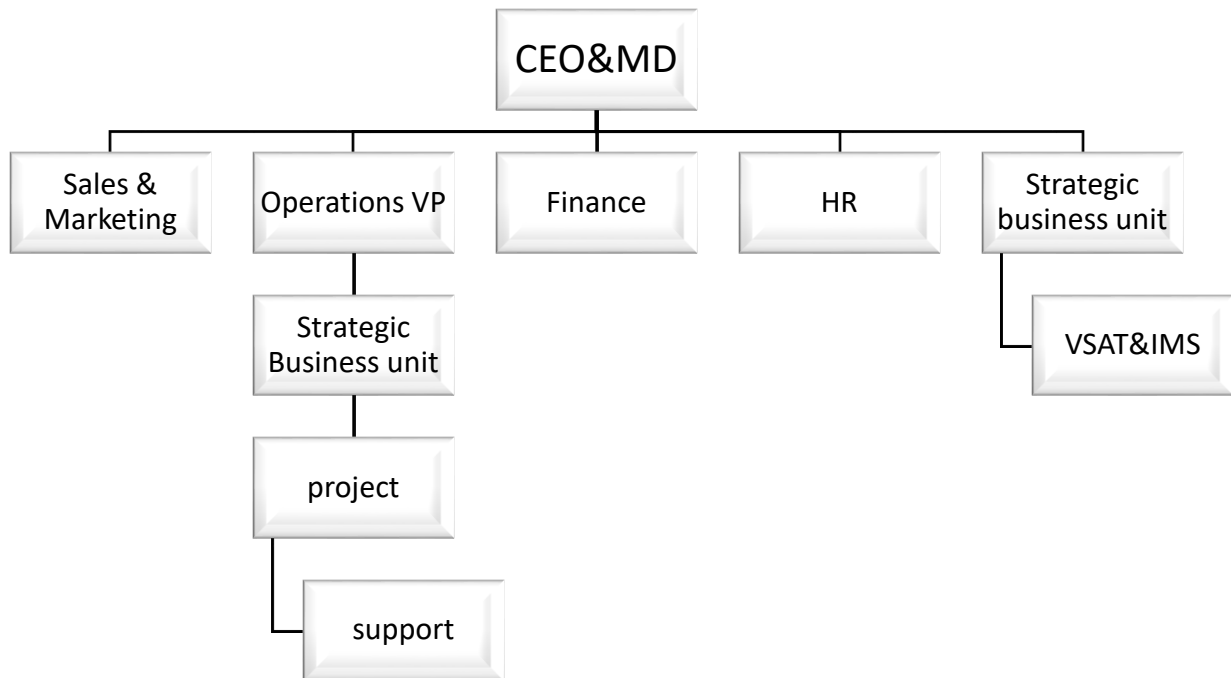 CEO&MD
Sales &
Marketing
Operations VP
Finance
HR
Strategic
business unit
Strategic
Business unit
VSAT&IMS
project
support